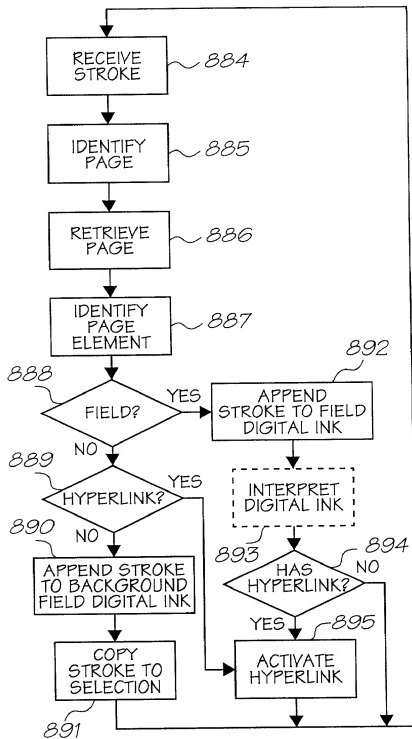 RECEIVE
STROKE
884
IDENTIFY
PAGE
885
RETRIEVE
PAGE
886
IDENTIFY
PAGE
ELEMENT
887
888
FIELD?
YES
NO
892
APPEND
STROKE TO FIELD
DIGITAL INK
889
HYPERLINK?
YES
NO
INTERPRET
DIGITAL INK
893
894
HAS
HYPERLINK?
NO
YES
890
APPEND STROKE
TO BACKGROUND
FIELD DIGITAL INK
895
ACTIVATE
HYPERLINK
COPY
STROKE TO
SELECTION
891